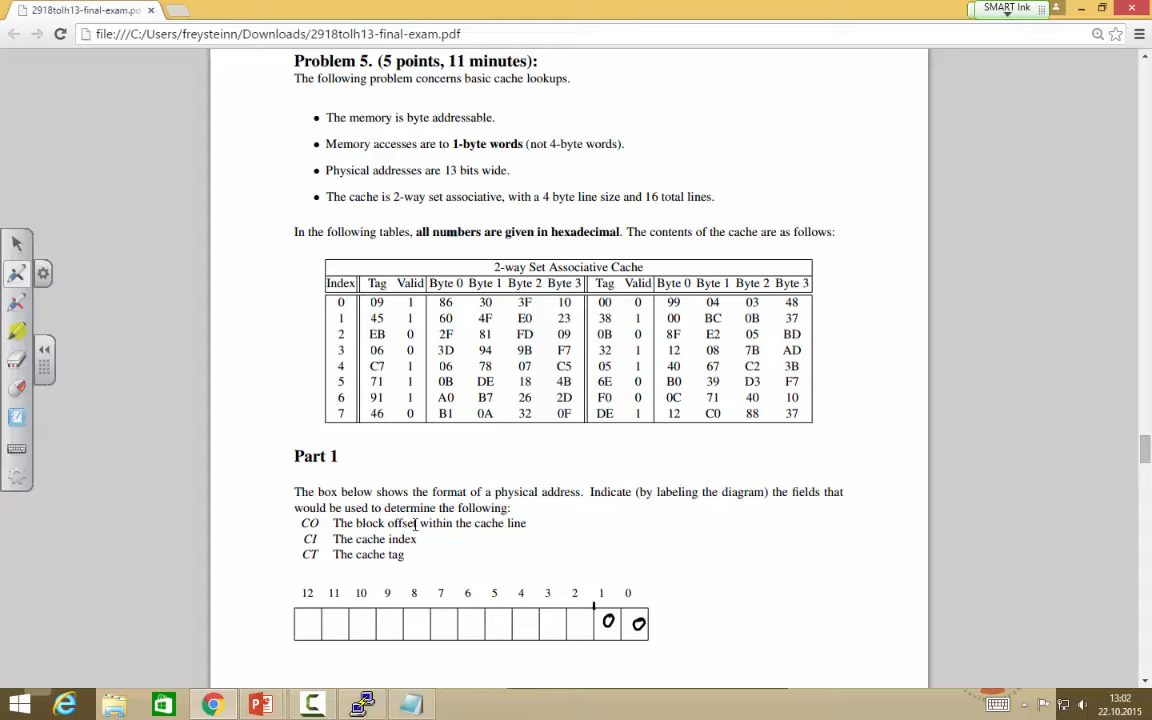 SMART Ink
2918tolh13-final-exam.pdf
file:///C:/Users/freysteinn/Downloads/2918tolh13-final-exam.pdf
Problem 5. (5 points, 11 minutes):
The following problem concerns basic cache lookups.
• The memory is byte addressable.
• Memory accesses are to 1-byte words (not 4-byte words).
• Physical addresses are 13 bits wide.
• The cache is 2-way set associative, with a 4 byte line size and 16 total lines.
In the following tables, all numbers are given in hexadecimal. The contents of the cache are as follows:
2-way Set Associative Cache
Index Tag Valid Byte 0 Byte 1 Byte 2 Byte 3 Tag Valid Byte 0 Byte 1 Byte 2 Byte 3
0 09 1 86 30 3F 10 00 0 99 04 03 48
1 45 1 60 4F E0 23 38 1 00 BC 0B 37
2 EB 0 2F 81 FD 09 0B 0 8F E2 05 BD
3 06 0 3D 94 9B F7 32 1 12 08 7B AD
4 C7 1 06 78 07 C5 05 1 40 67 C2 3B
5 71 1 0B DE 18 4B 6E 0 B0 39 D3 F7
6 91 1 A0 B7 26 2D F0 0 0C 71 40 10
7 46 0 B1 0A 32 0F DE 1 12 C0 88 37
Part 1
The box below shows the format of a physical address. Indicate (by labeling the diagram) the fields that
would be used to determine the following:
CO The block offset within the cache line
CI The cache index
CT The cache tag
12 11 10 9 8 7 6 5 4 3 2 1 0
O O
13:02
22.10.2015